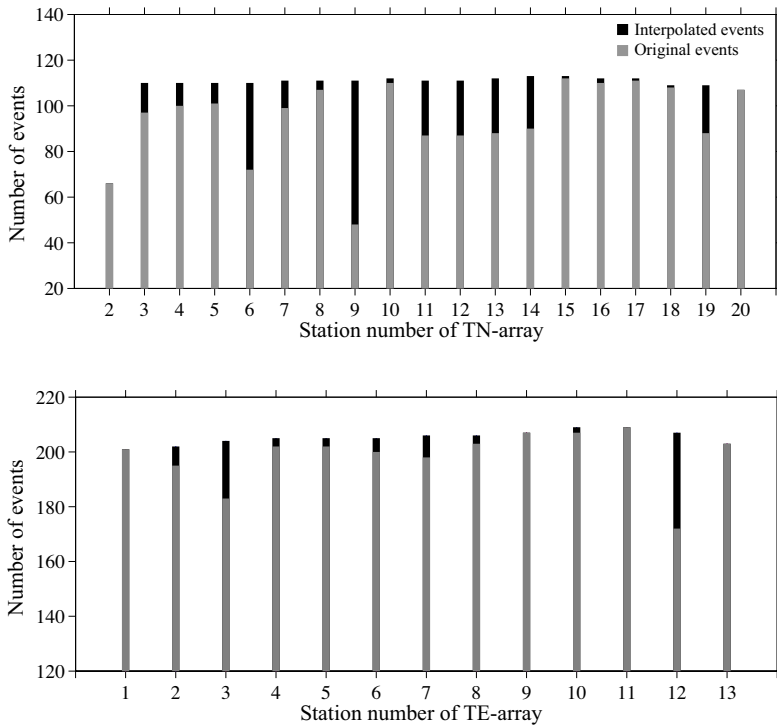 140
120
100
80
60
40
20
Number of events
Interpolated events
Original events
2 3 4 5 6 7 8 9 10 11 12 13 14 15 16 17 18 19 20
Station number of TN-array
220
200
180
160
140
120
Number of events
1 2 3 4 5 6 7 8 9 10 11 12 13
Station number of TE-array